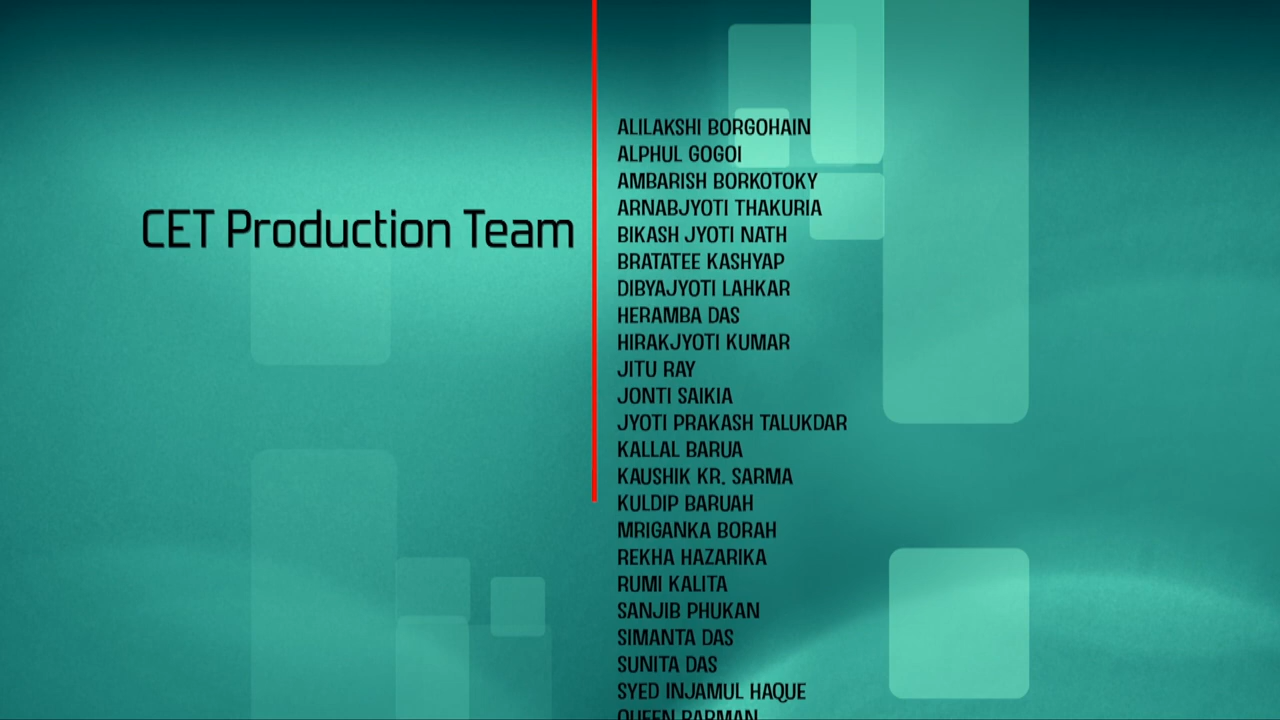 CET Production Team
ALILAKSHI BORGOHAIN
ALPHUL GOGOI
AMBARISH BORKOTOKY
ARNABJYOTI THAKURIA
BIKASH JYOTI NATH
BRATATEE KASHYAP
DIBYAJYOTI LAHKAR
HERAMBA DAS
HIRAKJYOTI KUMAR
JITU RAY
JONTI SAIKIA
JYOTI PRAKASH TALUKDAR
KALLAL BARUA
KAUSHIK KR. SARMA
KULDIP BARUAH
MRIGANKA BORAH
REKHA HAZARIKA
RUMI KALITA
SANJIB PHUKAN
SIMANTA DAS
SUNITA DAS
SYED INJAMUL HAQUE